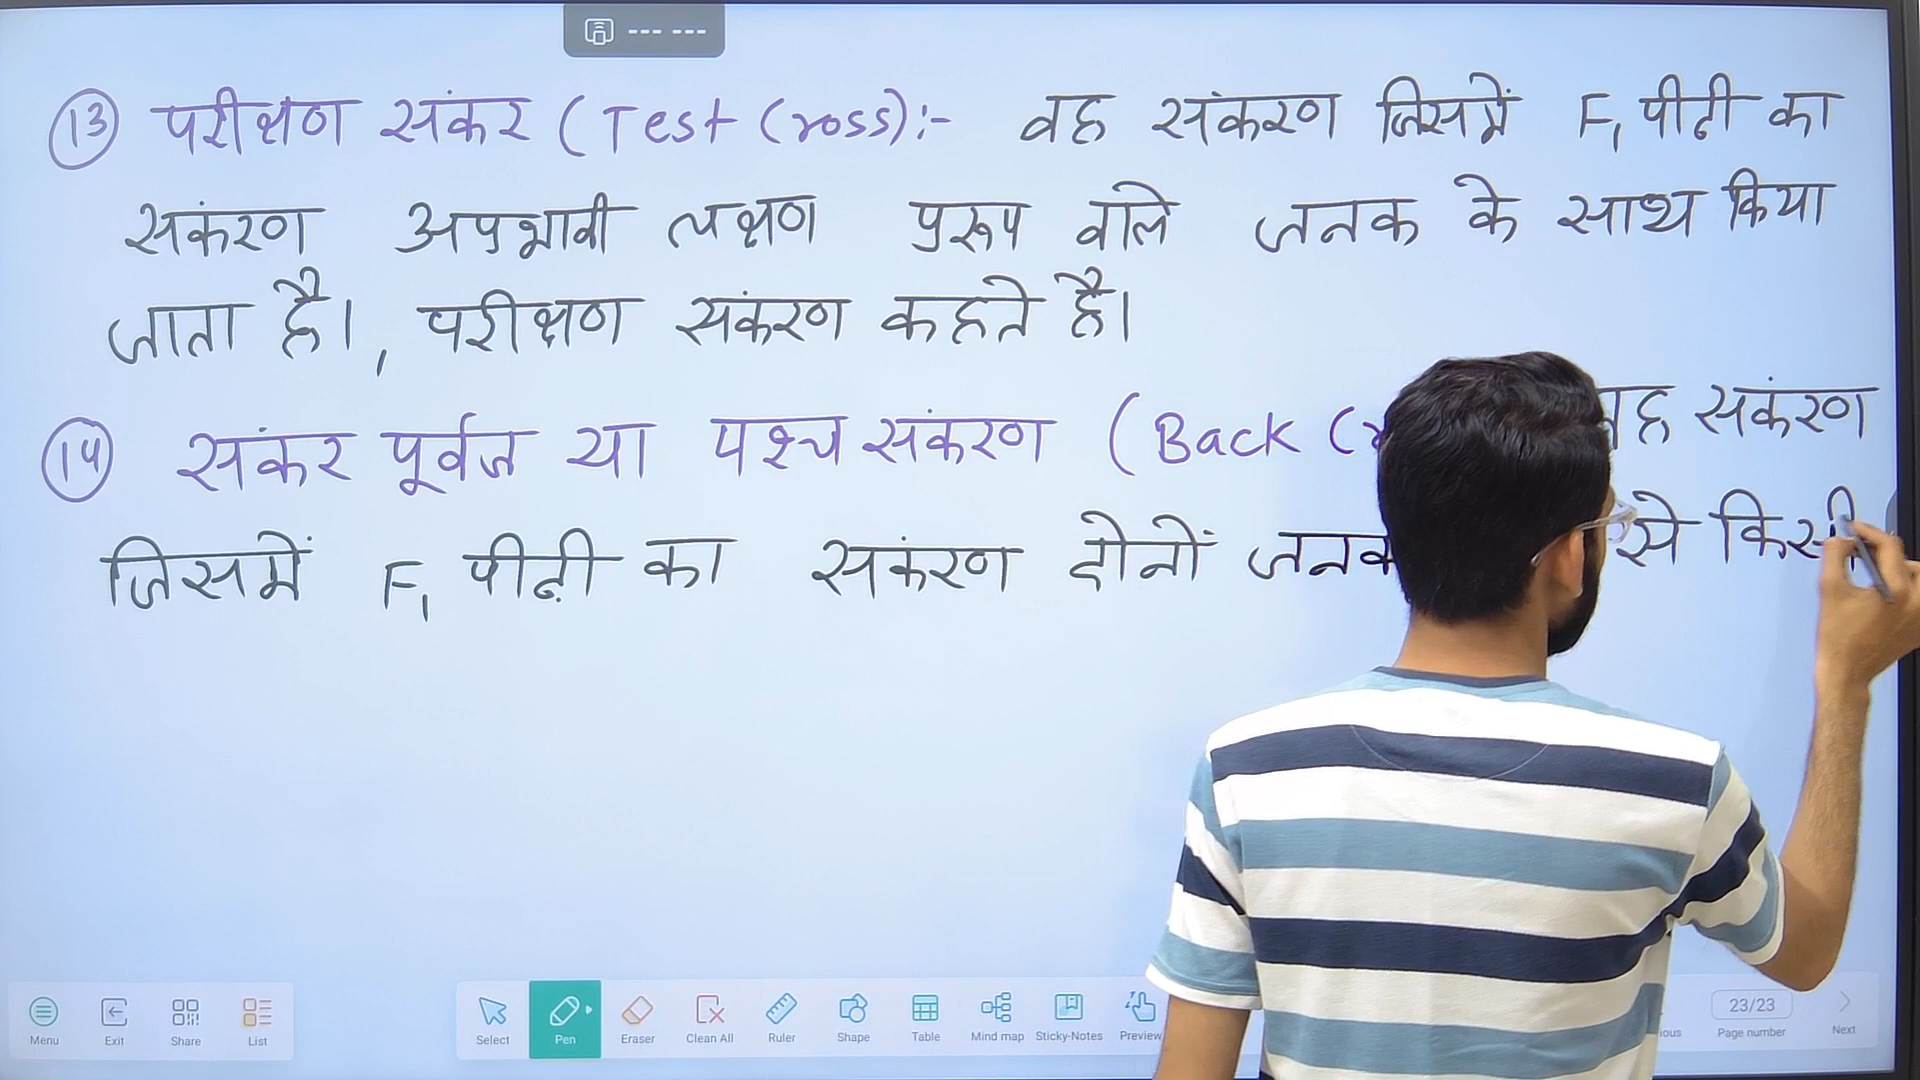 --- ---
13 परीक्षण संकर (Test Cross):- वह संकरण जिसमें F₁ पीढ़ी का
संकरण अप्रभावी लक्षण प्ररूप वाले जनक के साथ किया
जाता है।, परीक्षण संकरण कहते है।
14 संकर पूर्वज या पश्च संकरण (Back वह संकरण
जिसमें F₁ पीढ़ी का संकरण दोनों जनक से किसी
Menu Exit Share List Select Pen Eraser Clean All Ruler Shape Table Mind map Sticky-Notes Preview 23/23 Page number Next